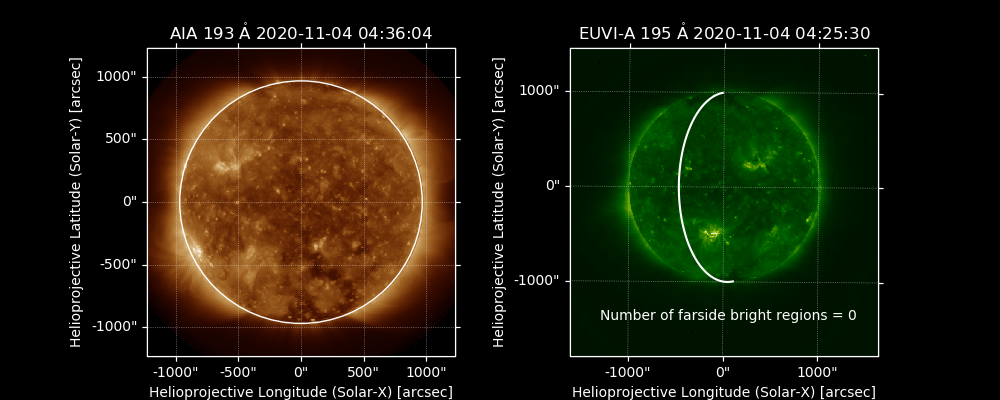 AIA 193 Å 2020-11-04 04:36:04
Helioprojective Latitude (Solar-Y) [arcsec]
1000"
500"
0"
-500"
-1000"
-1000"
-500"
0"
500"
1000"
Helioprojective Longitude (Solar-X) [arcsec]
EUVI-A 195 Å 2020-11-04 04:25:30
Helioprojective Latitude (Solar-Y) [arcsec]
1000"
0"
-1000"
Number of farside bright regions = 0
-1000"
0"
1000"
Helioprojective Longitude (Solar-X) [arcsec]